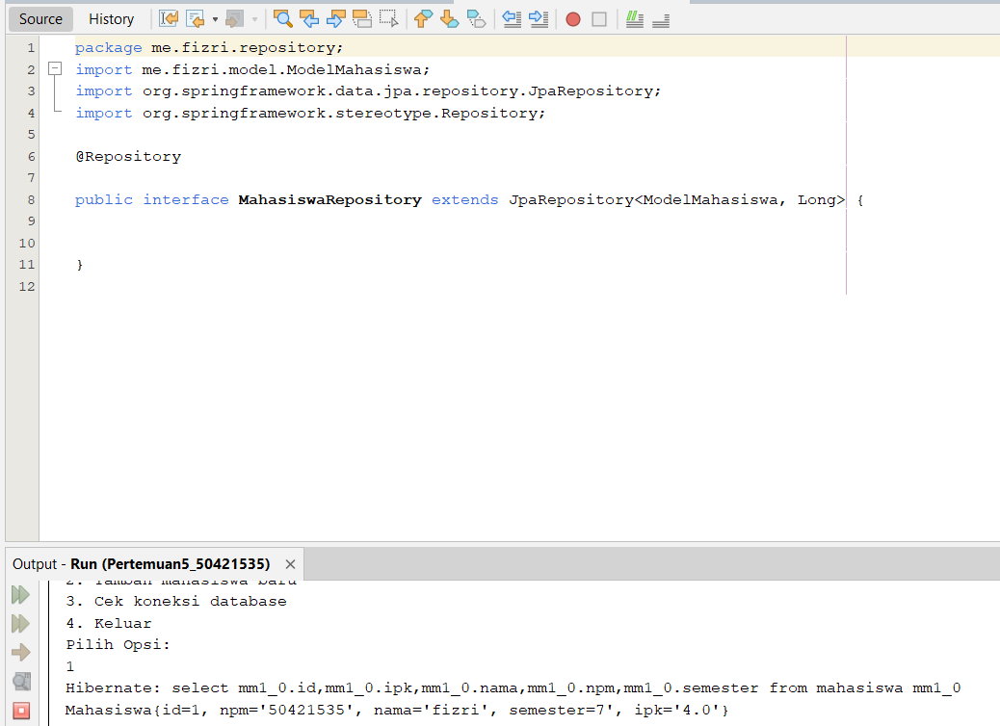 Source History
1 package me.fizri.repository;
2 import me.fizri.model.ModelMahasiswa;
3 import org.springframework.data.jpa.repository.JpaRepository;
4 import org.springframework.stereotype.Repository;
5
6 @Repository
7
8 public interface MahasiswaRepository extends JpaRepository<ModelMahasiswa, Long> {
9
10
11 }
12
Output - Run (Pertemuan5_50421535) ×
2. Tambah mahasiswa baru
3. Cek koneksi database
4. Keluar
Pilih Opsi:
1
Hibernate: select mm1_0.id,mm1_0.ipk,mm1_0.nama,mm1_0.npm,mm1_0.semester from mahasiswa mm1_0
Mahasiswa{id=1, npm='50421535', nama='fizri', semester=7', ipk='4.0'}